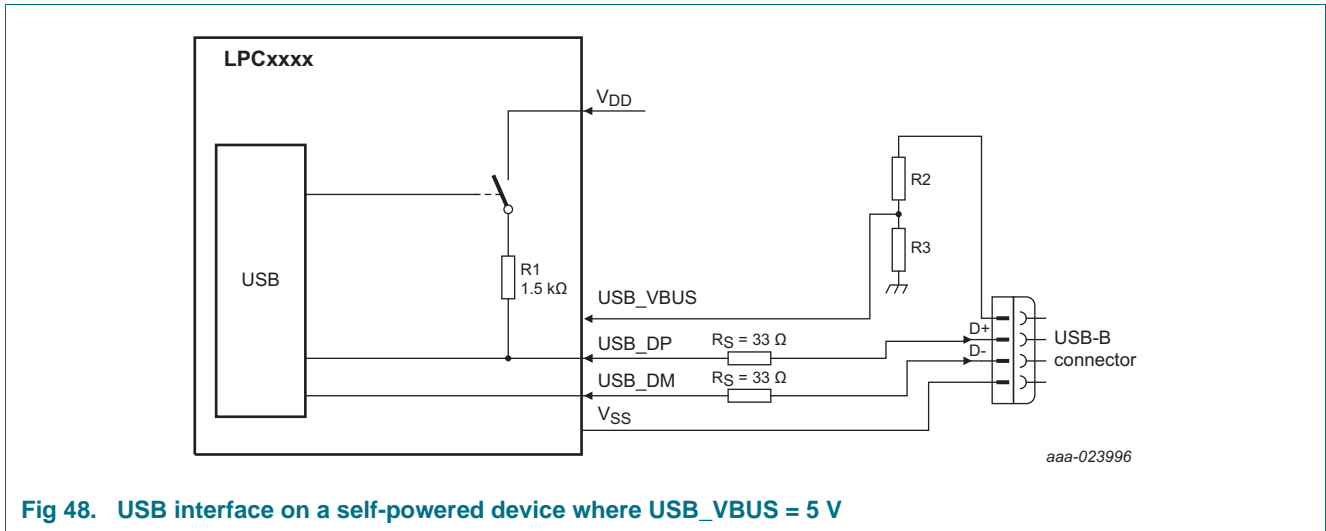 LPCxxxx
VDD
R2
R3
USB
R1
1.5 kΩ
USB_VBUS
USB_DP
RS = 33 Ω
D+
USB-B
connector
D-
USB_DM
RS = 33 Ω
VSS
aaa-023996
Fig 48. USB interface on a self-powered device where USB_VBUS = 5 V